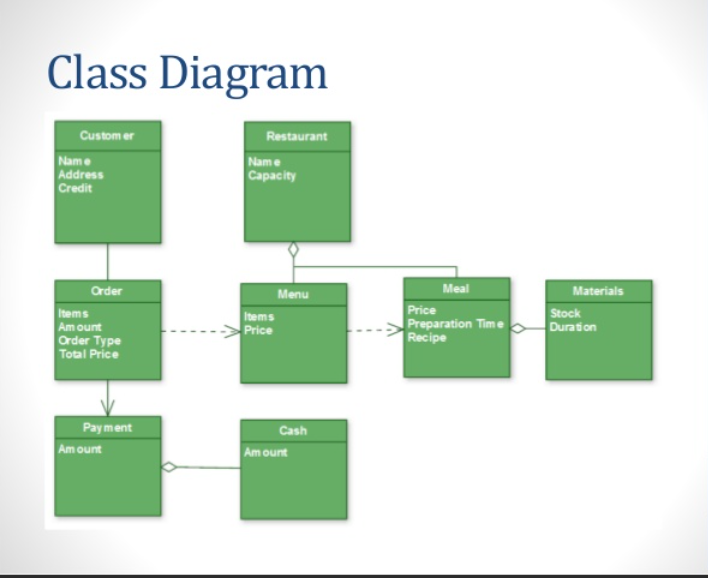 Class Diagram
Customer
Name
Address
Credit
Restaurant
Name
Capacity
Order
Items
Amount
Order Type
Total Price
Menu
Items
Price
Meal
Price
Preparation Time
Recipe
Materials
Stock
Duration
Payment
Amount
Cash
Amount